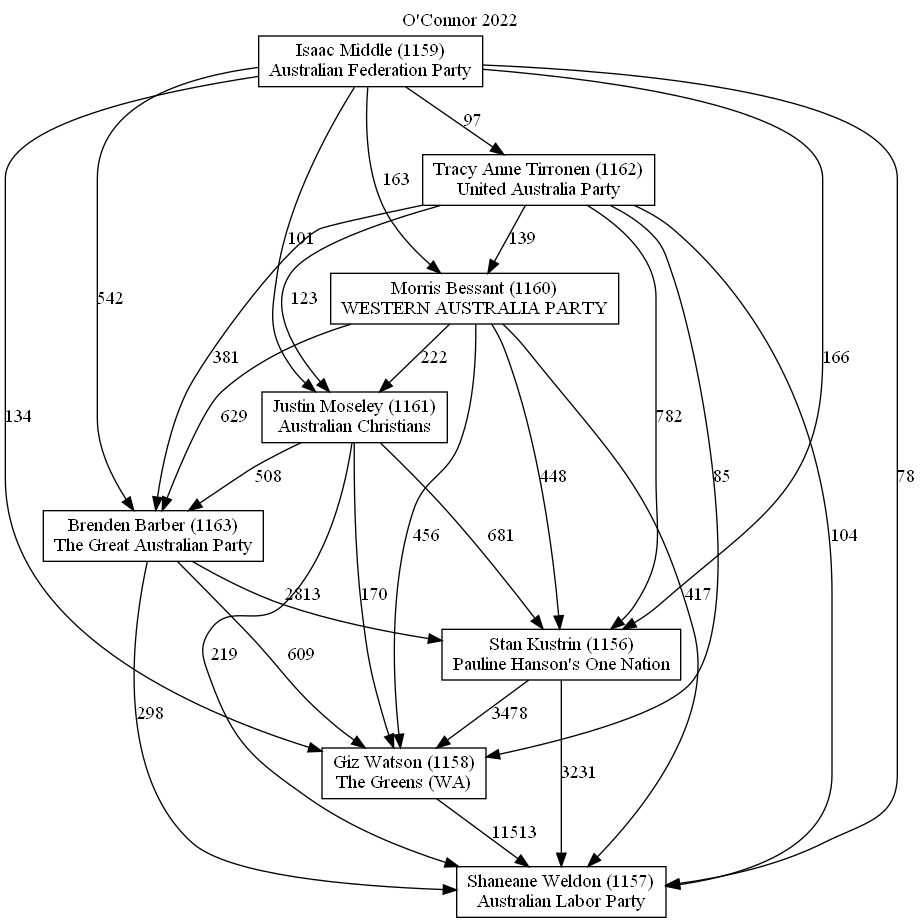 O'Connor 2022
Isaac Middle (1159)
Australian Federation Party
97
Tracy Anne Tirronen (1162)
United Australia Party
163
101
139
542
123
Morris Bessant (1160)
WESTERN AUSTRALIA PARTY
381
222
166
134
629
Justin Moseley (1161)
Australian Christians
782
508
448
85
78
Brenden Barber (1163)
The Great Australian Party
456
681
104
2813
170
417
219
609
Stan Kustrin (1156)
Pauline Hanson's One Nation
298
3478
Giz Watson (1158)
The Greens (WA)
3231
11513
Shaneane Weldon (1157)
Australian Labor Party